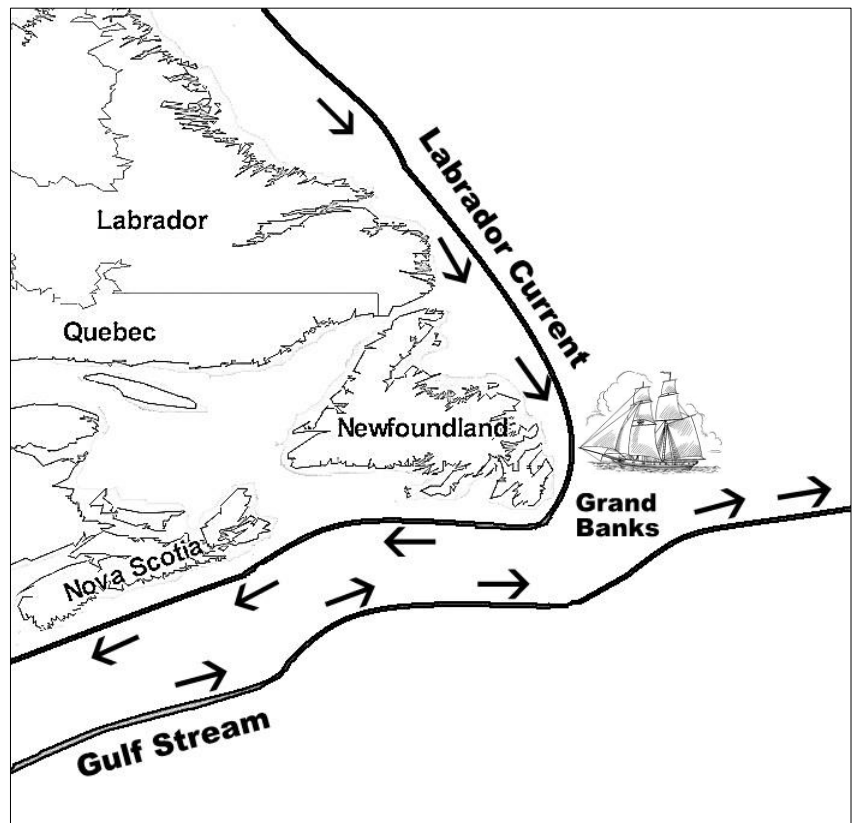 Labrador Current
Labrador
Quebec
Newfoundland
Grand
Banks
Nova Scotia
Gulf Stream